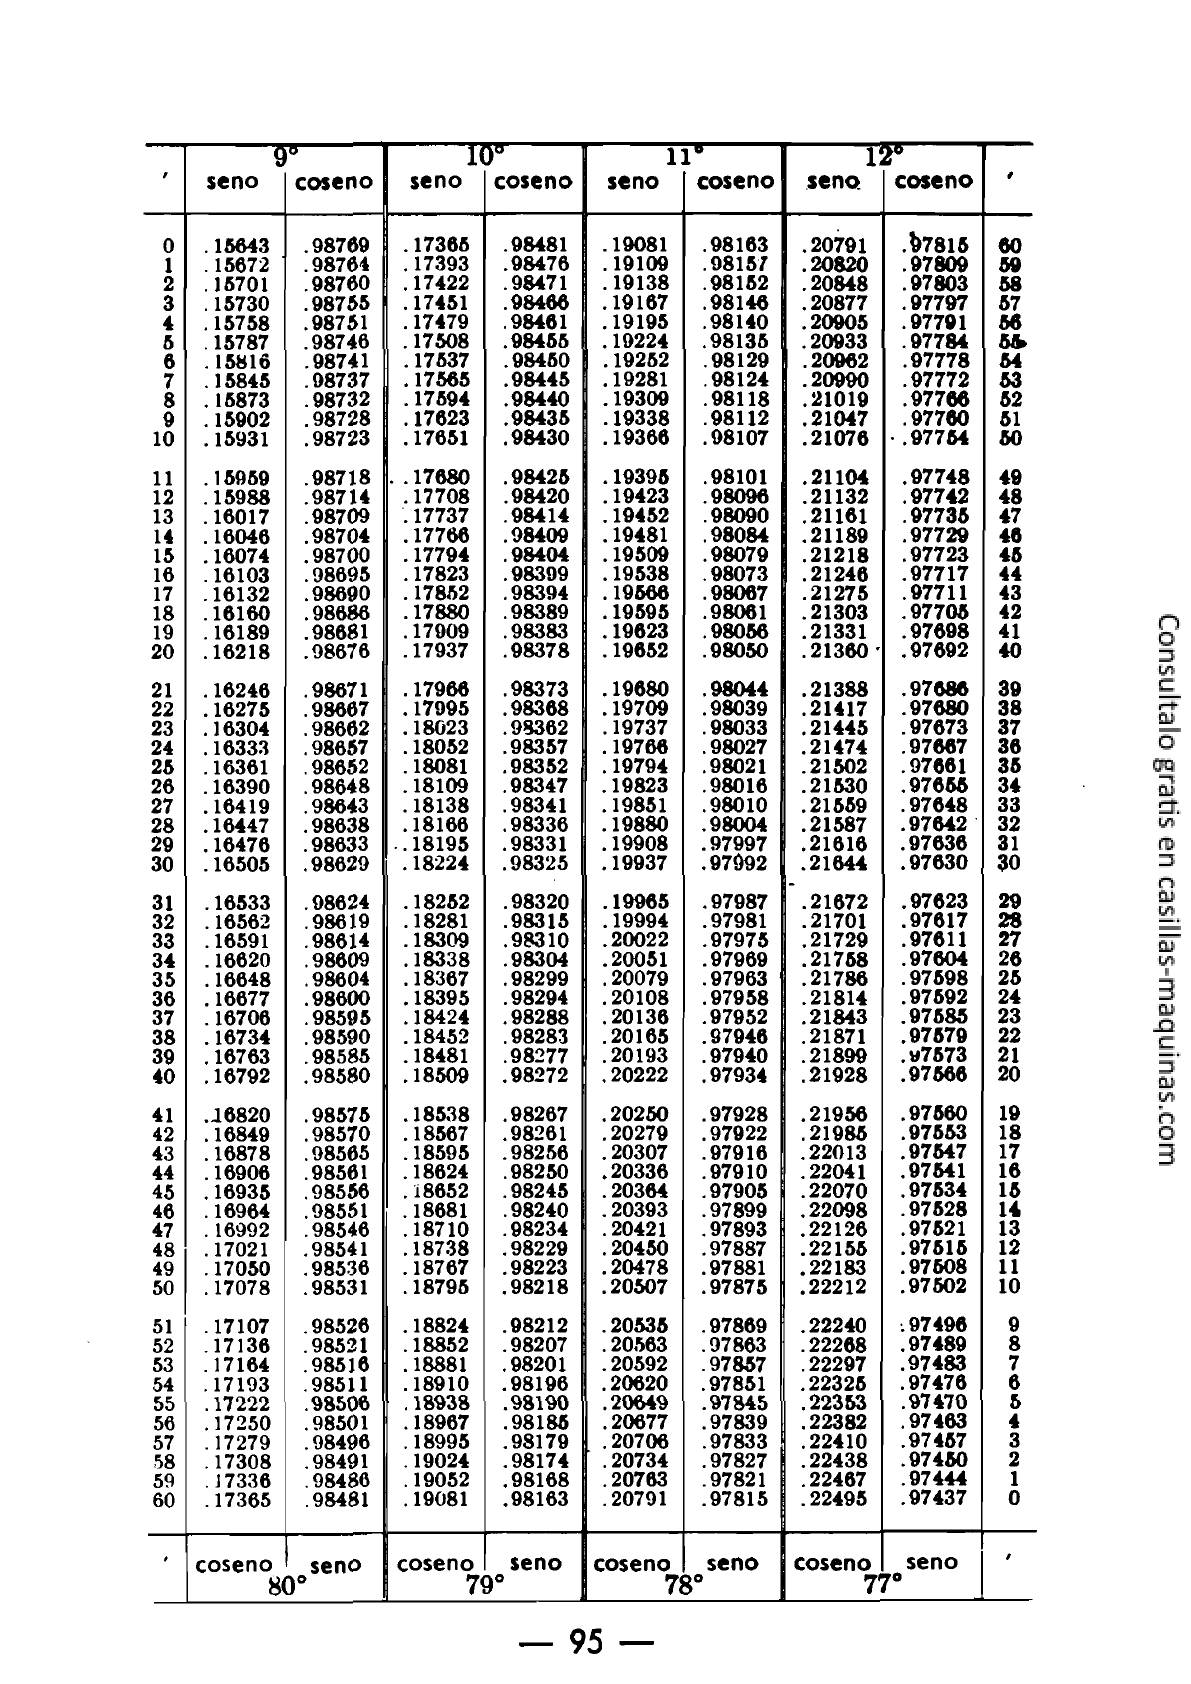 9° 10° 11° 12°
′ seno coseno seno coseno seno coseno seno coseno ′
0 .15643 .98769 .17365 .98481 .19081 .98163 .20791 .97815 60
1 .15672 .98764 .17393 .98476 .19109 .98157 .20820 .97809 59
2 .15701 .98760 .17422 .98471 .19138 .98152 .20848 .97803 58
3 .15730 .98755 .17451 .98466 .19167 .98146 .20877 .97797 57
4 .15758 .98751 .17479 .98461 .19195 .98140 .20905 .97791 56
5 .15787 .98746 .17508 .98455 .19224 .98135 .20933 .97784 55
6 .15816 .98741 .17537 .98450 .19252 .98129 .20962 .97778 54
7 .15845 .98737 .17565 .98445 .19281 .98124 .20990 .97772 53
8 .15873 .98732 .17594 .98440 .19309 .98118 .21019 .97766 52
9 .15902 .98728 .17623 .98435 .19338 .98112 .21047 .97760 51
10 .15931 .98723 .17651 .98430 .19366 .98107 .21076 .97754 50
11 .15959 .98718 .17680 .98425 .19395 .98101 .21104 .97748 49
12 .15988 .98714 .17708 .98420 .19423 .98096 .21132 .97742 48
13 .16017 .98709 .17737 .98414 .19452 .98090 .21161 .97735 47
14 .16046 .98704 .17766 .98409 .19481 .98084 .21189 .97729 46
15 .16074 .98700 .17794 .98404 .19509 .98079 .21218 .97723 45
16 .16103 .98695 .17823 .98399 .19538 .98073 .21246 .97717 44
17 .16132 .98690 .17852 .98394 .19566 .98067 .21275 .97711 43
18 .16160 .98686 .17880 .98389 .19595 .98061 .21303 .97705 42
19 .16189 .98681 .17909 .98383 .19623 .98056 .21331 .97698 41
20 .16218 .98676 .17937 .98378 .19652 .98050 .21360 .97692 40
21 .16246 .98671 .17966 .98373 .19680 .98044 .21388 .97686 39
22 .16275 .98667 .17995 .98368 .19709 .98039 .21417 .97680 38
23 .16304 .98662 .18023 .98362 .19737 .98033 .21445 .97673 37
24 .16333 .98657 .18052 .98357 .19766 .98027 .21474 .97667 36
25 .16361 .98652 .18081 .98352 .19794 .98021 .21502 .97661 35
26 .16390 .98648 .18109 .98347 .19823 .98016 .21530 .97655 34
27 .16419 .98643 .18138 .98341 .19851 .98010 .21559 .97648 33
28 .16447 .98638 .18166 .98336 .19880 .98004 .21587 .97642 32
29 .16476 .98633 .18195 .98331 .19908 .97997 .21616 .97636 31
30 .16505 .98629 .18224 .98325 .19937 .97992 .21644 .97630 30
31 .16533 .98624 .18252 .98320 .19965 .97987 .21672 .97623 29
32 .16562 .98619 .18281 .98315 .19994 .97981 .21701 .97617 28
33 .16591 .98614 .18309 .98310 .20022 .97975 .21729 .97611 27
34 .16620 .98609 .18338 .98304 .20051 .97969 .21758 .97604 26
35 .16648 .98604 .18367 .98299 .20079 .97963 .21786 .97598 25
36 .16677 .98600 .18395 .98294 .20108 .97958 .21814 .97592 24
37 .16706 .98595 .18424 .98288 .20136 .97952 .21843 .97585 23
38 .16734 .98590 .18452 .98283 .20165 .97946 .21871 .97579 22
39 .16763 .98585 .18481 .98277 .20193 .97940 .21899 .97573 21
40 .16792 .98580 .18509 .98272 .20222 .97934 .21928 .97566 20
41 .16820 .98575 .18538 .98267 .20250 .97928 .21956 .97560 19
42 .16849 .98570 .18567 .98261 .20279 .97922 .21985 .97553 18
43 .16878 .98565 .18595 .98256 .20307 .97916 .22013 .97547 17
44 .16906 .98561 .18624 .98250 .20336 .97910 .22041 .97541 16
45 .16935 .98556 .18652 .98245 .20364 .97905 .22070 .97534 15
46 .16964 .98551 .18681 .98240 .20393 .97899 .22098 .97528 14
47 .16992 .98546 .18710 .98234 .20421 .97893 .22126 .97521 13
48 .17021 .98541 .18738 .98229 .20450 .97887 .22155 .97515 12
49 .17050 .98536 .18767 .98223 .20478 .97881 .22183 .97508 11
50 .17078 .98531 .18795 .98218 .20507 .97875 .22212 .97502 10
51 .17107 .98526 .18824 .98212 .20535 .97869 .22240 .97496 9
52 .17136 .98521 .18852 .98207 .20563 .97863 .22268 .97489 8
53 .17164 .98516 .18881 .98201 .20592 .97857 .22297 .97483 7
54 .17193 .98511 .18910 .98196 .20620 .97851 .22325 .97476 6
55 .17222 .98506 .18938 .98190 .20649 .97845 .22353 .97470 5
56 .17250 .98501 .18967 .98185 .20677 .97839 .22382 .97463 4
57 .17279 .98496 .18995 .98179 .20706 .97833 .22410 .97457 3
58 .17308 .98491 .19024 .98174 .20734 .97827 .22438 .97450 2
59 .17336 .98486 .19052 .98168 .20763 .97821 .22467 .97444 1
60 .17365 .98481 .19081 .98163 .20791 .97815 .22495 .97437 0
′ coseno seno coseno seno coseno seno coseno seno ′
80° 79° 78° 77°
— 95 —
Consultalo gratis en casillas-maquinas.com